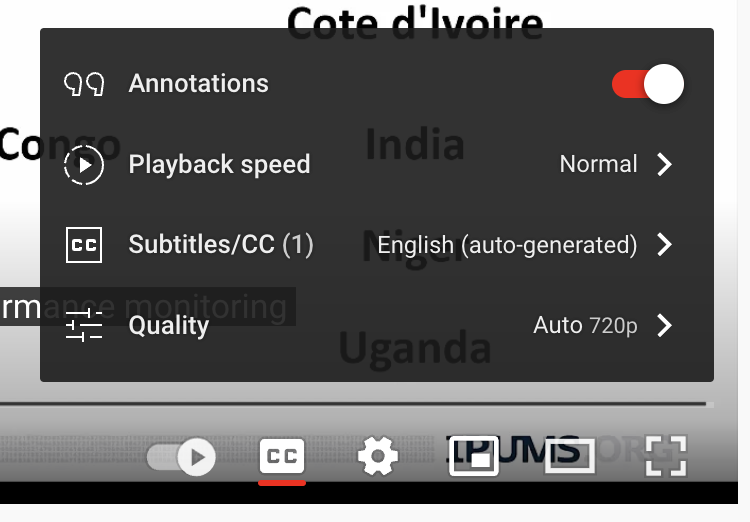 Cote d'Ivoire
Annotations
Congo
India
Playback speed
Normal
Subtitles/CC (1)
English (auto-generated)
Niger
rmance monitoring
Quality
Auto 720p
Uganda
CC
IPUMS.ORG